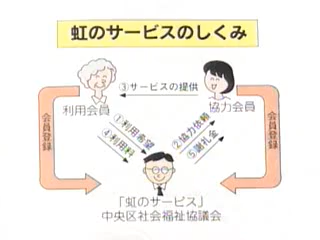 虹のサービスのしくみ
③サービスの提供
利用会員
協力会員
会員登録
①利用希望
④利用料
②協力依頼
⑤謝礼金
会員登録
「虹のサービス」
中央区社会福祉協議会